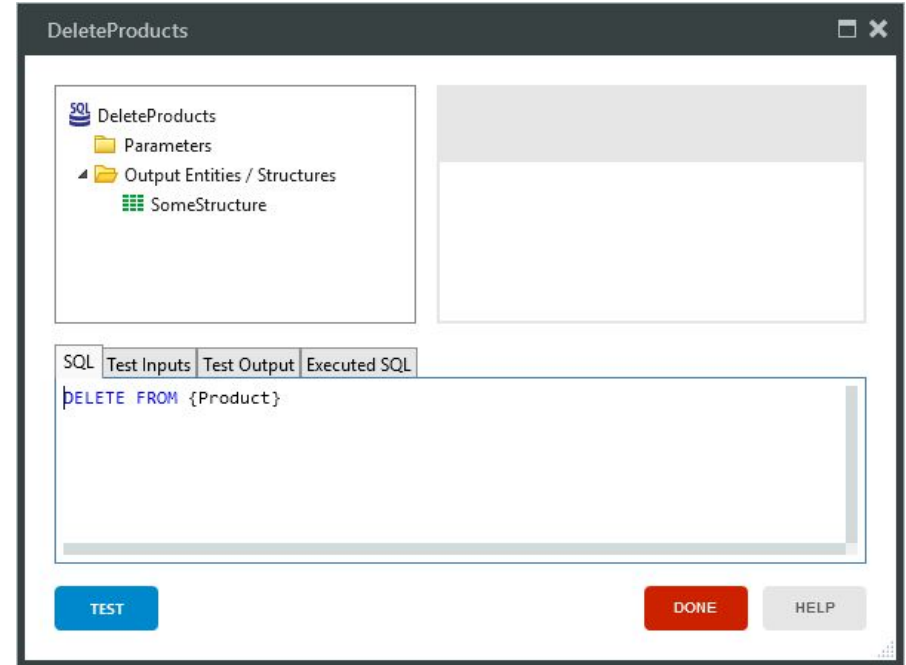 DeleteProducts
SQL DeleteProducts
Parameters
Output Entities / Structures
SomeStructure
SQL Test Inputs Test Output Executed SQL
DELETE FROM {Product}
TEST DONE HELP